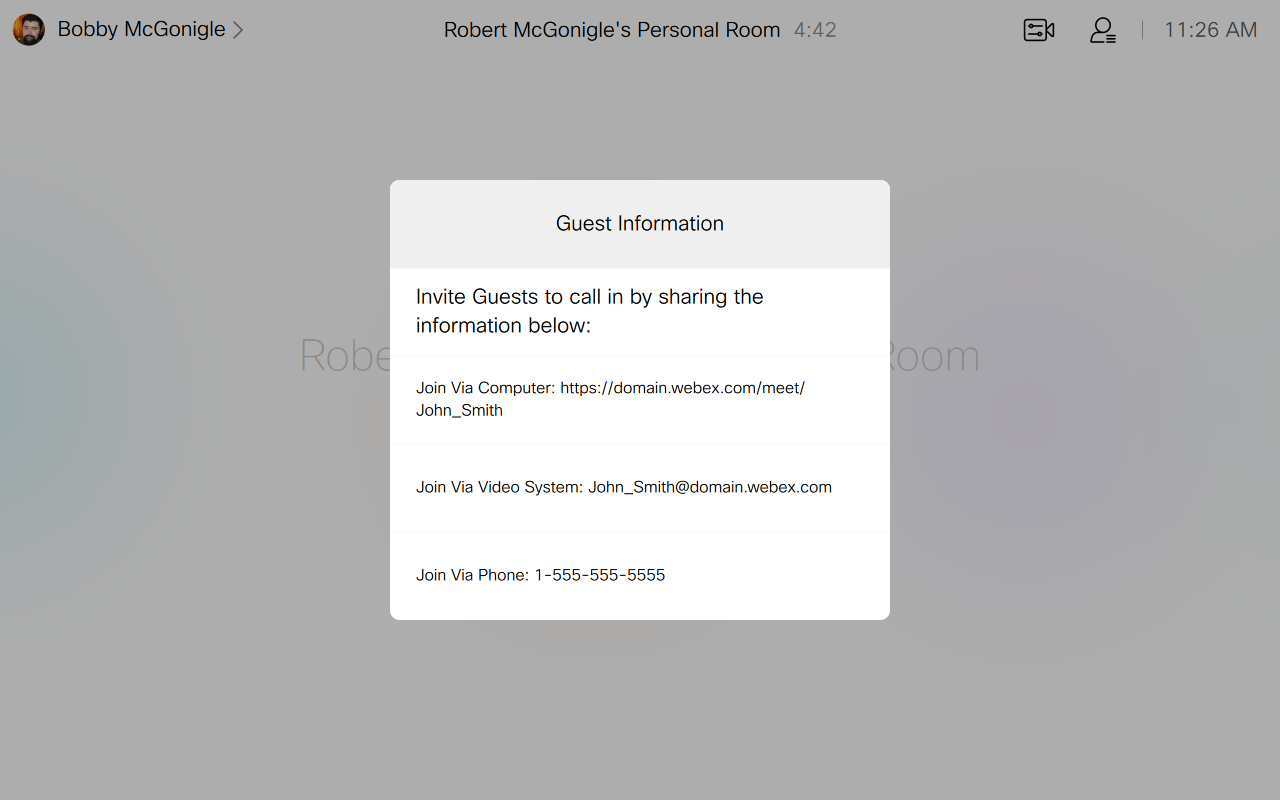 Bobby McGonigle
Robert McGonigle's Personal Room 4:42
11:26 AM
Guest Information
Invite Guests to call in by sharing the
information below:
Room
Join Via Computer: https://domain.webex.com/meet/
John_Smith
Join Via Video System: John_Smith@domain.webex.com
Join Via Phone: 1-555-555-5555